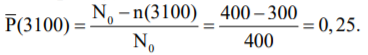 P̅(3100) = (N₀ − n(3100)) / N₀ = (400 − 300) / 400 = 0, 25.